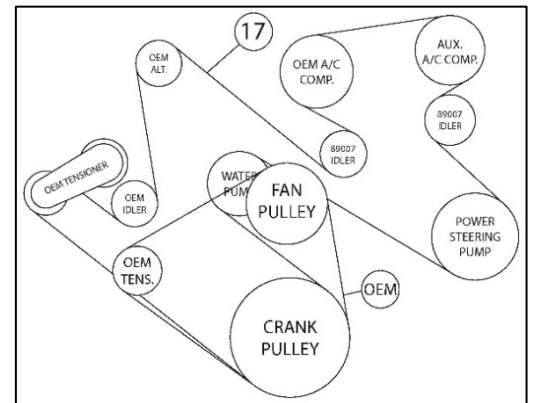 17
OEM
ALT.
OEM A/C
COMP.
AUX.
A/C COMP.
89007
IDLER
89007
IDLER
OEM TENSIONER
OEM
IDLER
WATER
PUMP
FAN
PULLEY
POWER
STEERING
PUMP
OEM
TENS.
OEM
CRANK
PULLEY